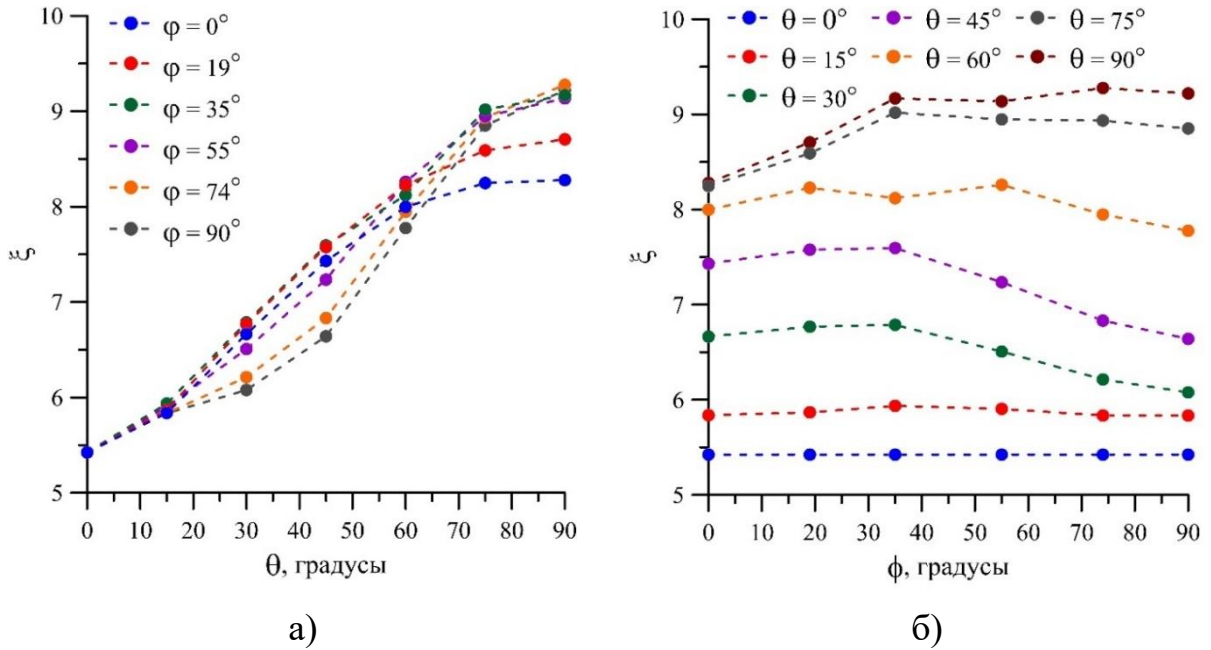 10
9
8
7
6
5
ξ
φ = 0°
φ = 19°
φ = 35°
φ = 55°
φ = 74°
φ = 90°
0 10 20 30 40 50 60 70 80 90
θ, градусы
а)
10
9
8
7
6
5
ξ
θ = 0° θ = 45° θ = 75°
θ = 15° θ = 60° θ = 90°
θ = 30°
0 10 20 30 40 50 60 70 80 90
ϕ, градусы
б)